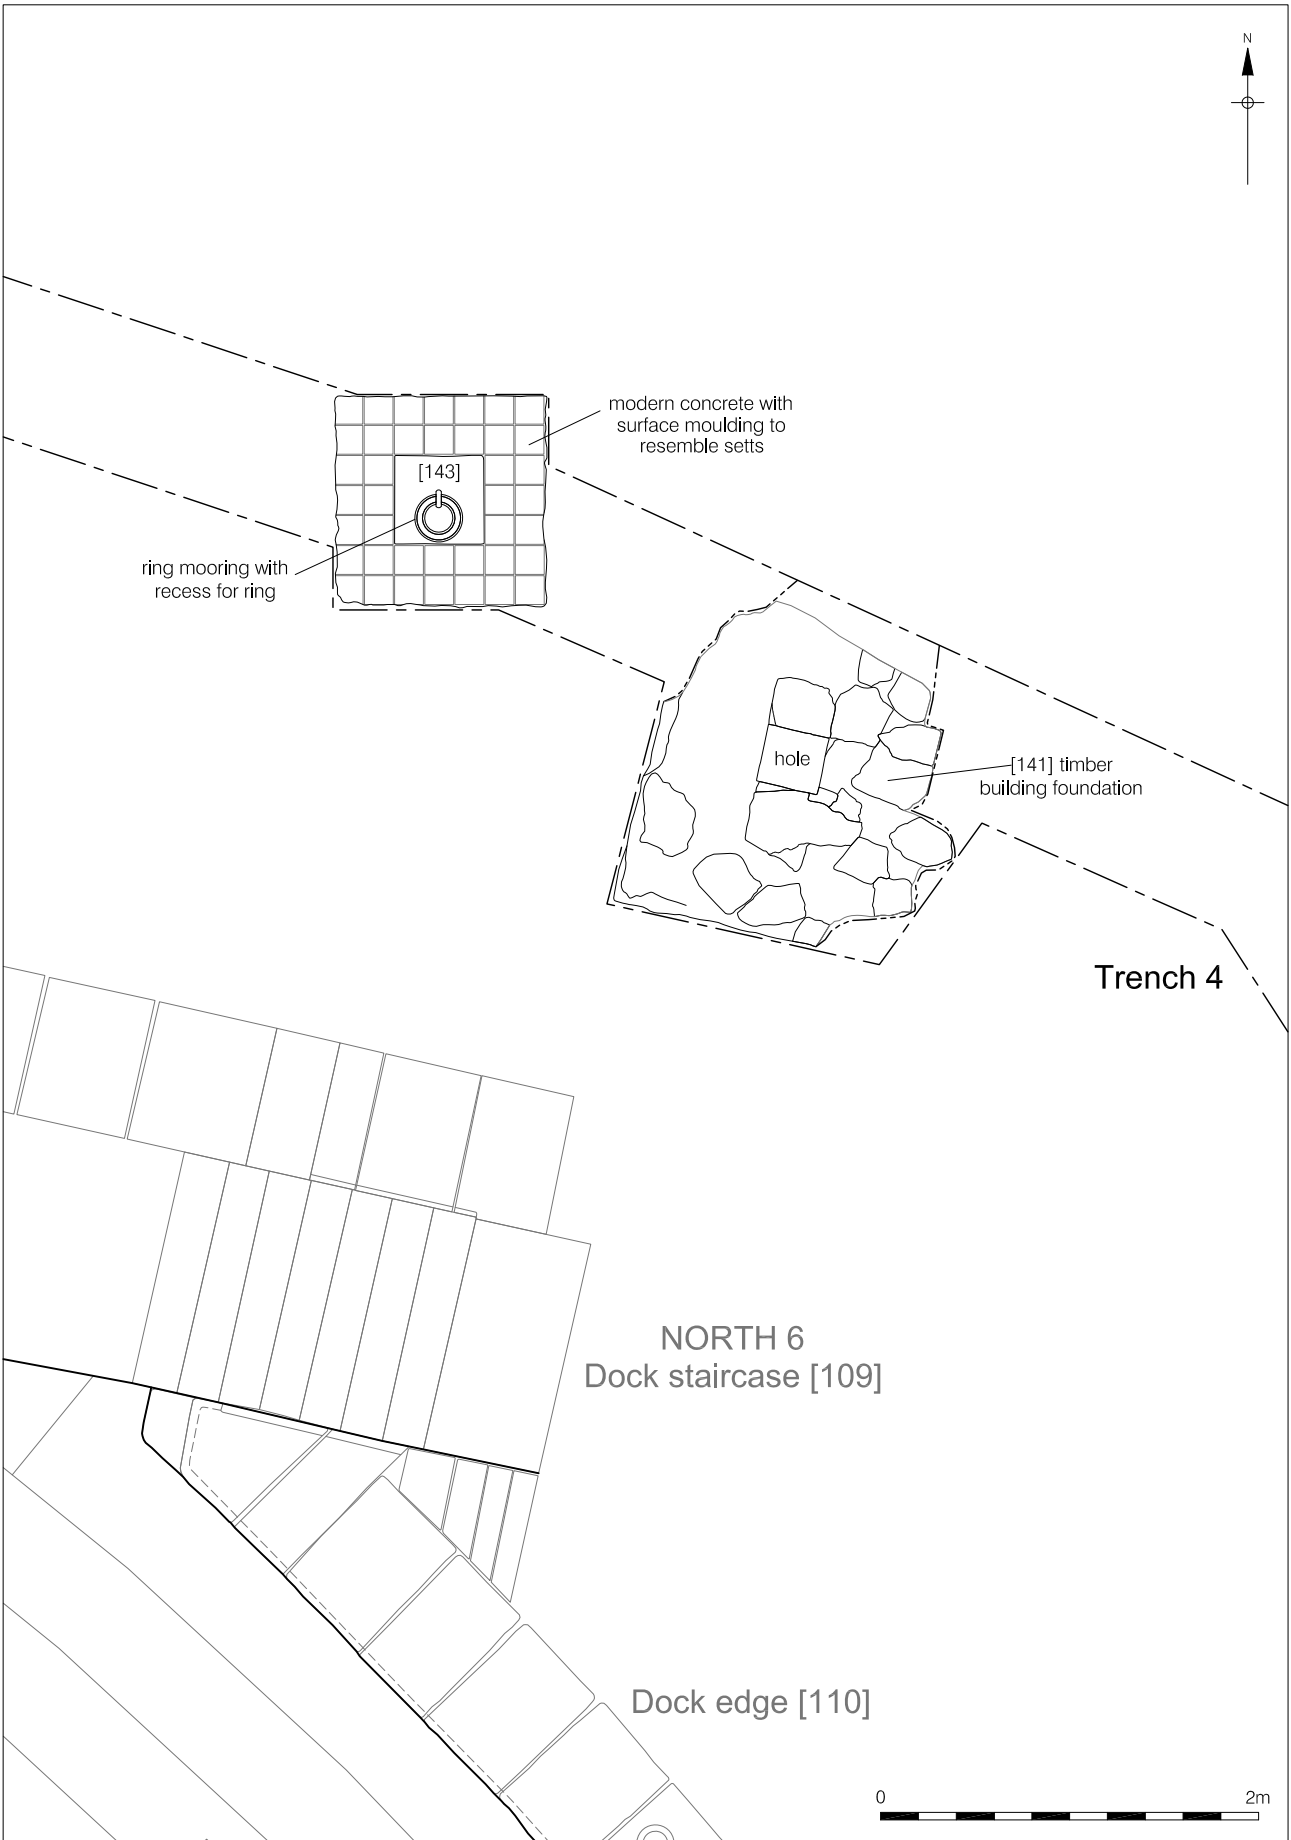 N
modern concrete with
surface moulding to
resemble setts
[143]
ring mooring with
recess for ring
hole
[141] timber
building foundation
Trench 4
NORTH 6
Dock staircase [109]
Dock edge [110]
0 2m